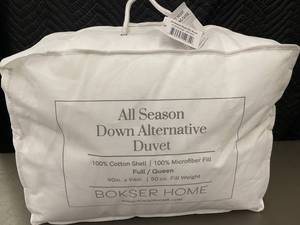 All Season
Down Alternative
Duvet
100% Cotton Shell | 100% Microfiber Fill
Full / Queen
90in. x 94in. | 50 oz. Fill Weight
BOKSER HOME